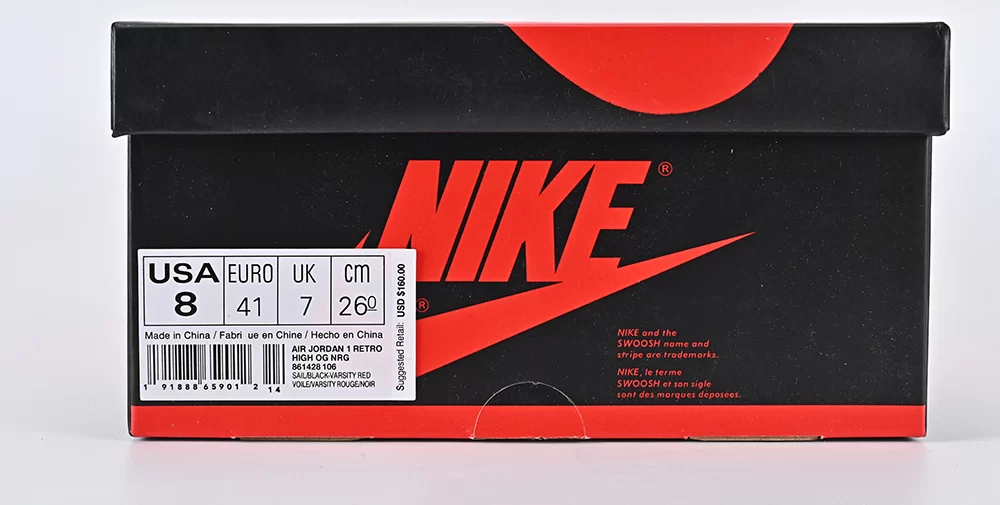 NIKE®
®
USA EURO UK cm
8 41 7 26⁰
Suggested Retail: USD $160.00
Made in China / Fabri ue en Chine / Hecho en China
AIR JORDAN 1 RETRO
HIGH OG NRG
861428 106
SAIL/BLACK-VARSITY RED
VOILE/VARSITY ROUGE/NOIR
1 91888 65901 2 14
NIKE and the
SWOOSH name and
stripe are trademarks.
NIKE, le terme
SWOOSH et son sigle
sont des marques déposées.